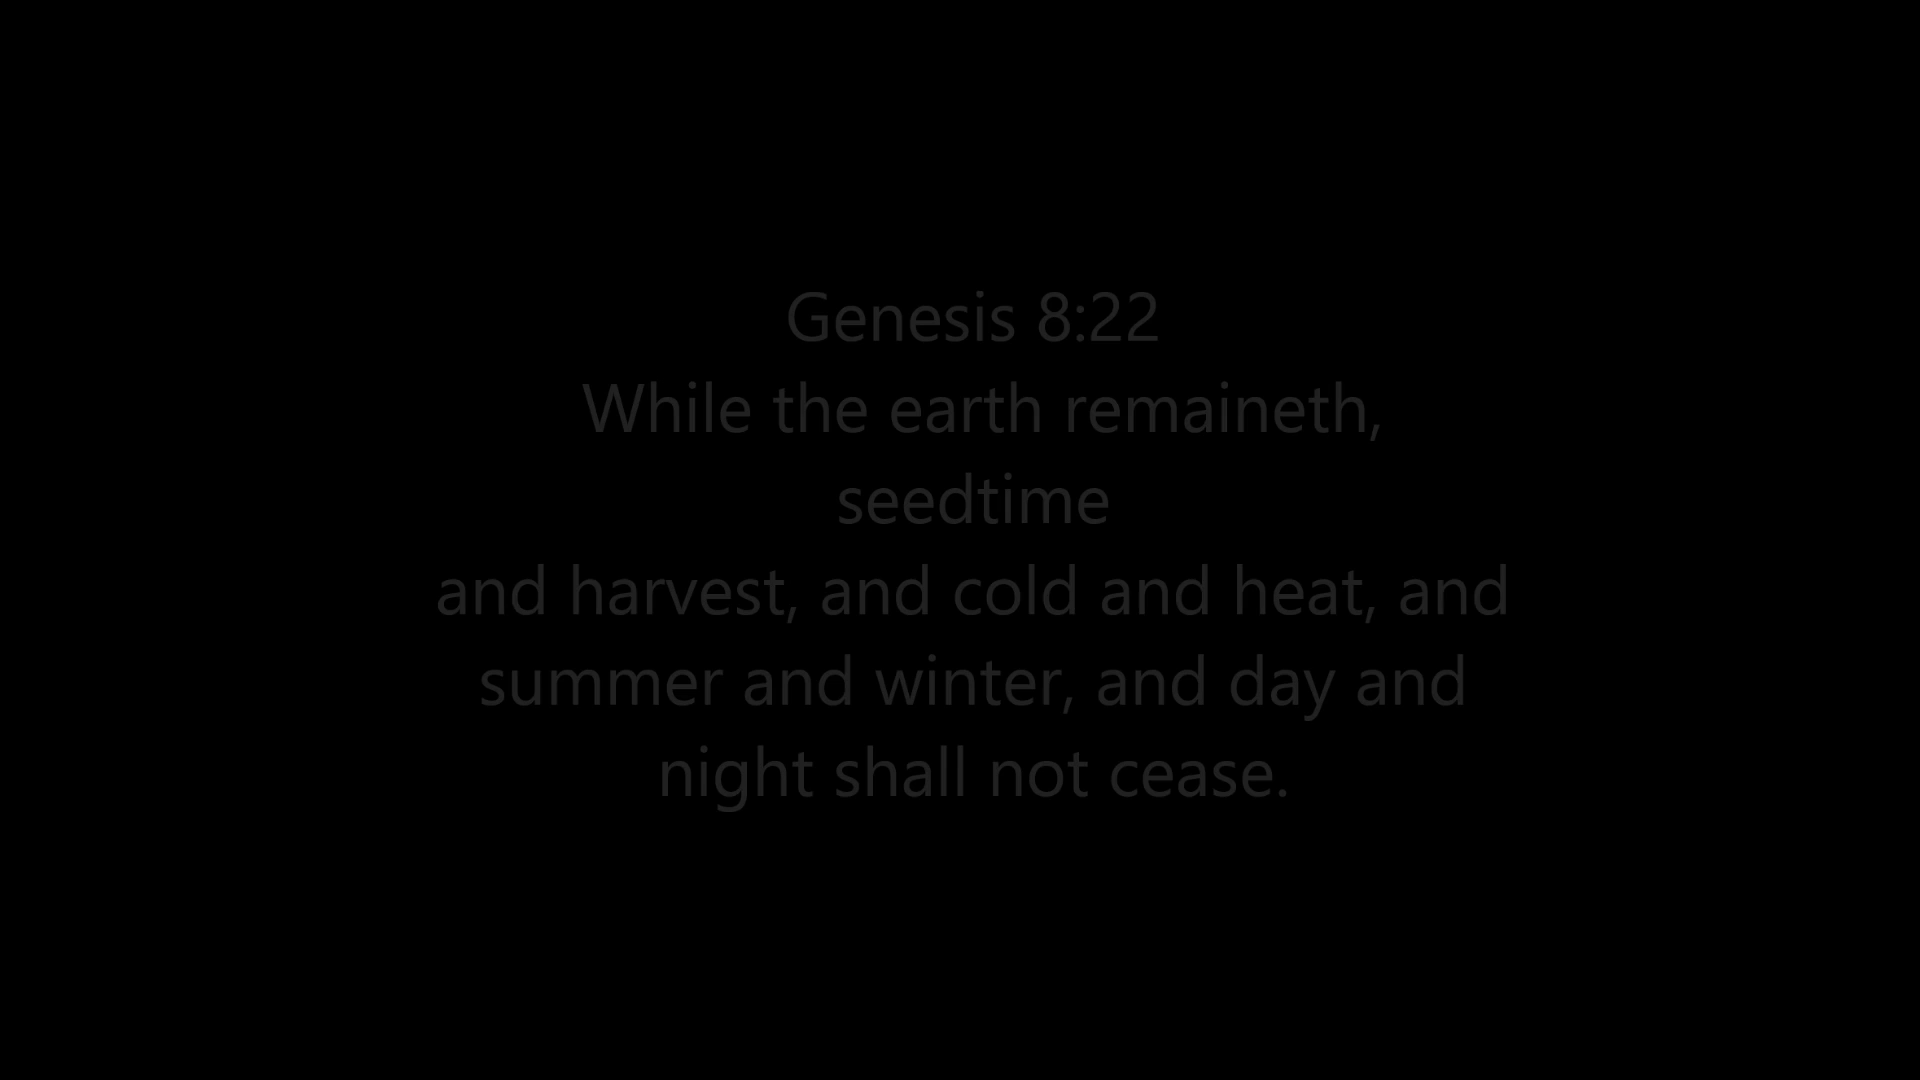 Genesis 8:22
While the earth remaineth,
seedtime
and harvest, and cold and heat, and
summer and winter, and day and
night shall not cease.